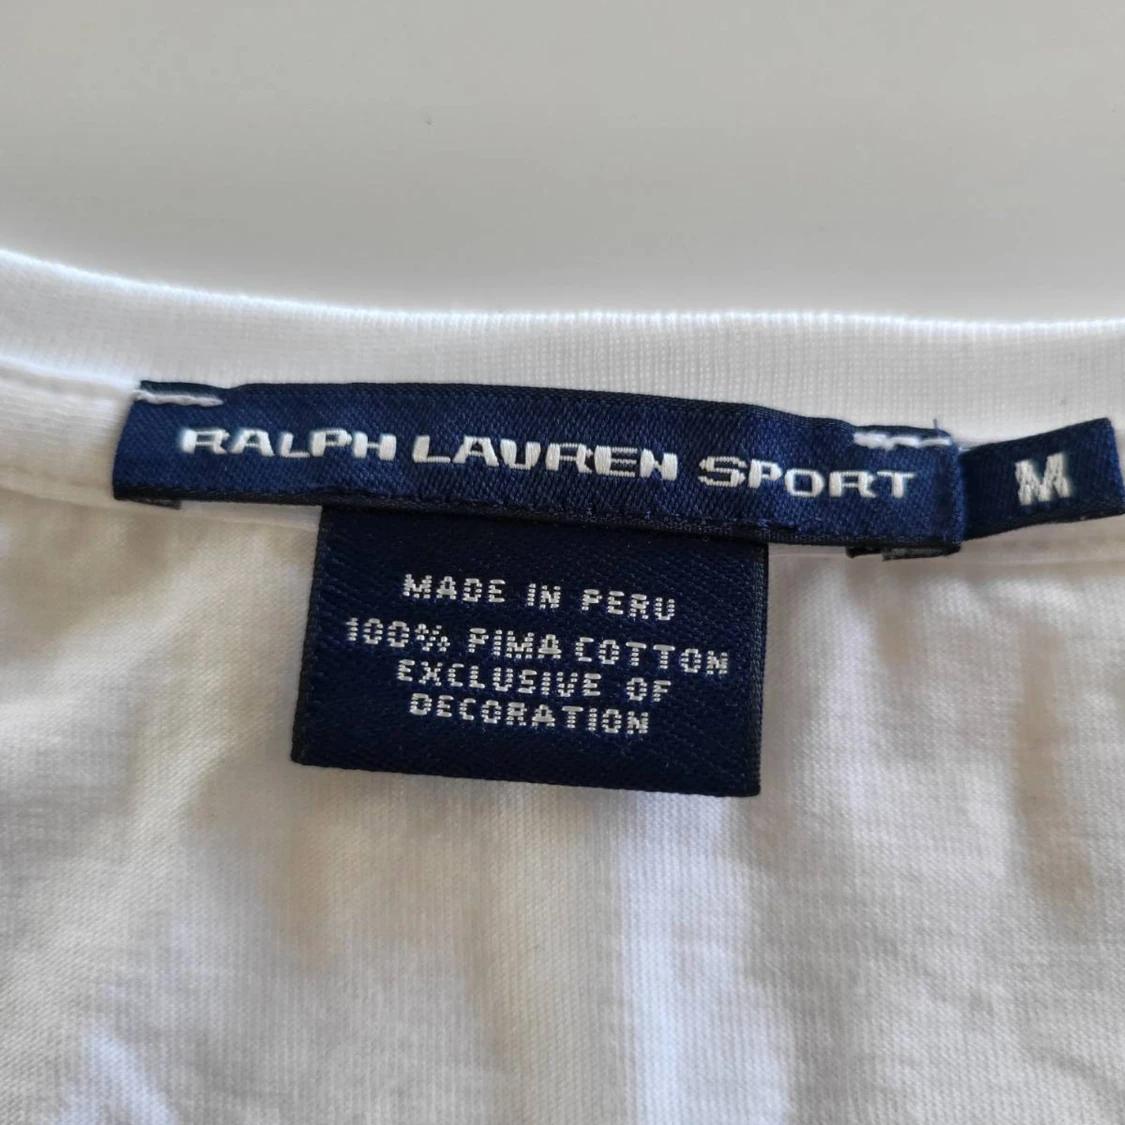 RALPH LAUREN SPORT
M
MADE IN PERU
100% PIMA COTTON
EXCLUSIVE OF
DECORATION